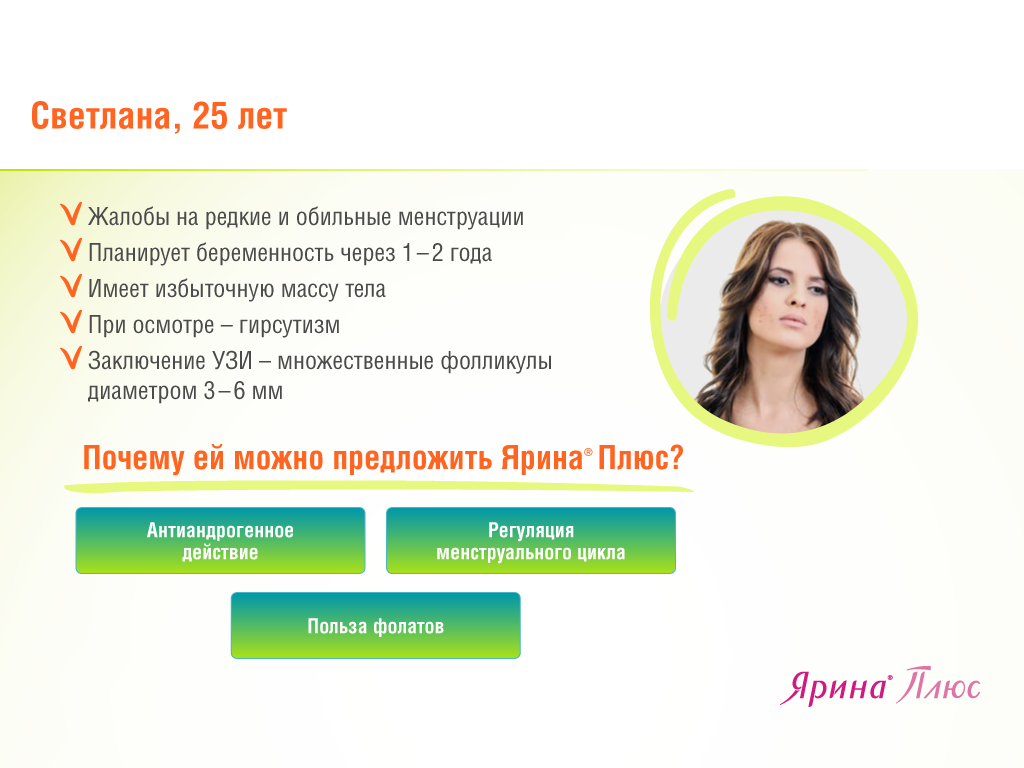 Светлана, 25 лет
Жалобы на редкие и обильные менструации
Планирует беременность через 1–2 года
Имеет избыточную массу тела
При осмотре – гирсутизм
Заключение УЗИ – множественные фолликулы
диаметром 3–6 мм
Почему ей можно предложить Ярина® Плюс?
Антиандрогенное
действие
Регуляция
менструального цикла
Польза фолатов
Ярина® Плюс